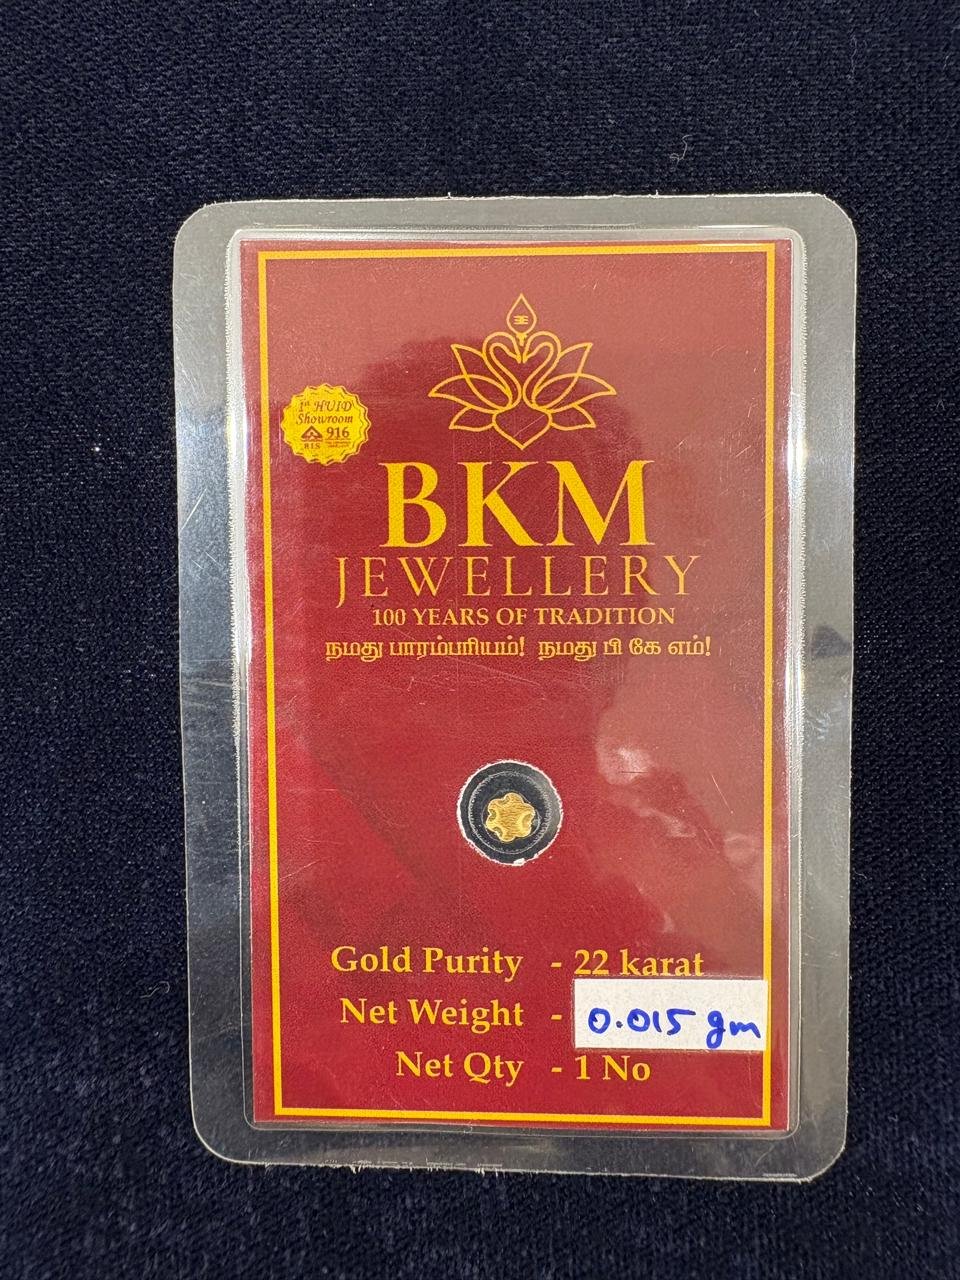 1st HUID
Showroom
916
BIS
BKM
JEWELLERY
100 YEARS OF TRADITION
நமது பாரம்பரியம்! நமது பி கே எம்!
Gold Purity - 22 karat
Net Weight - 0.015 gm
Net Qty - 1 No